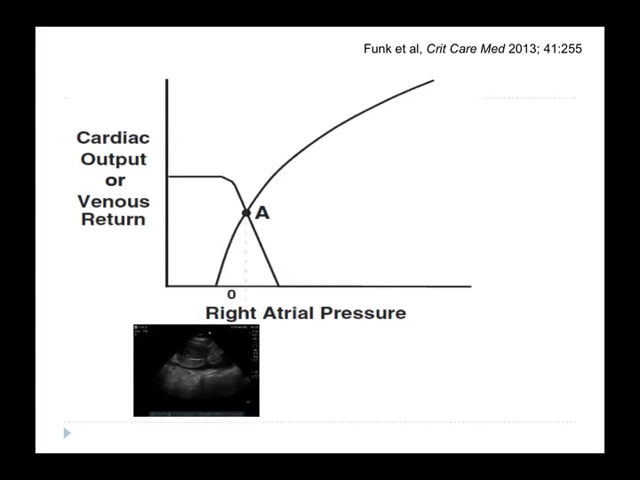 Funk et al, Crit Care Med 2013; 41:255
Cardiac
Output
or
Venous
Return
A
0
Right Atrial Pressure